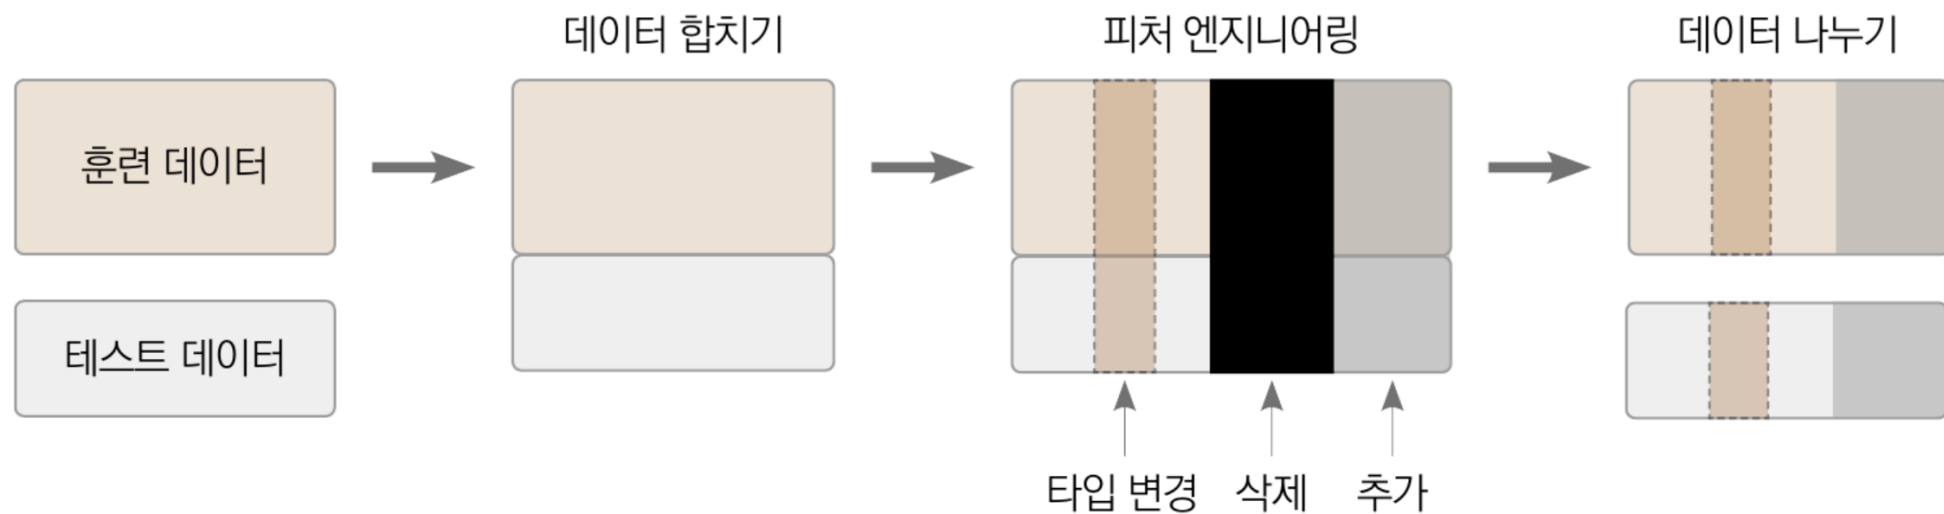 데이터 합치기
피처 엔지니어링
데이터 나누기
훈련 데이터
테스트 데이터
타입 변경
삭제
추가